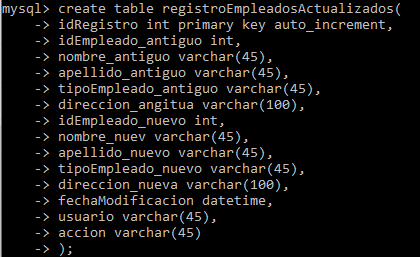 mysql> create table registroEmpleadosActualizados(
-> idRegistro int primary key auto_increment,
-> idEmpleado_antiguo int,
-> nombre_antiguo varchar(45),
-> apellido_antiguo varchar(45),
-> tipoEmpleado_antiguo varchar(45),
-> direccion_angitua varchar(100),
-> idEmpleado_nuevo int,
-> nombre_nuev varchar(45),
-> apellido_nuevo varchar(45),
-> tipoEmpleado_nuevo varchar(45),
-> direccion_nueva varchar(100),
-> fechaModificacion datetime,
-> usuario varchar(45),
-> accion varchar(45)
-> );